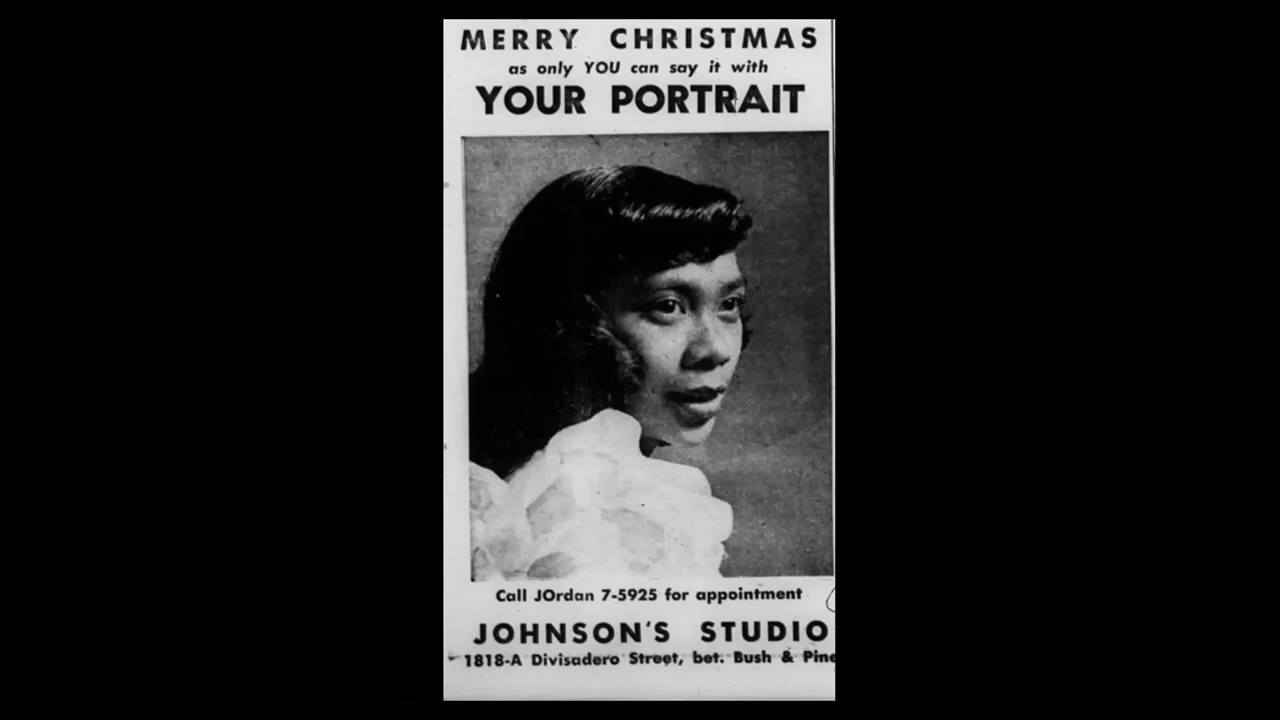 MERRY CHRISTMAS
as only YOU can say it with
YOUR PORTRAIT
Call JOrdan 7-5925 for appointment
JOHNSON'S STUDIO
1818-A Divisadero Street, bet. Bush & Pine